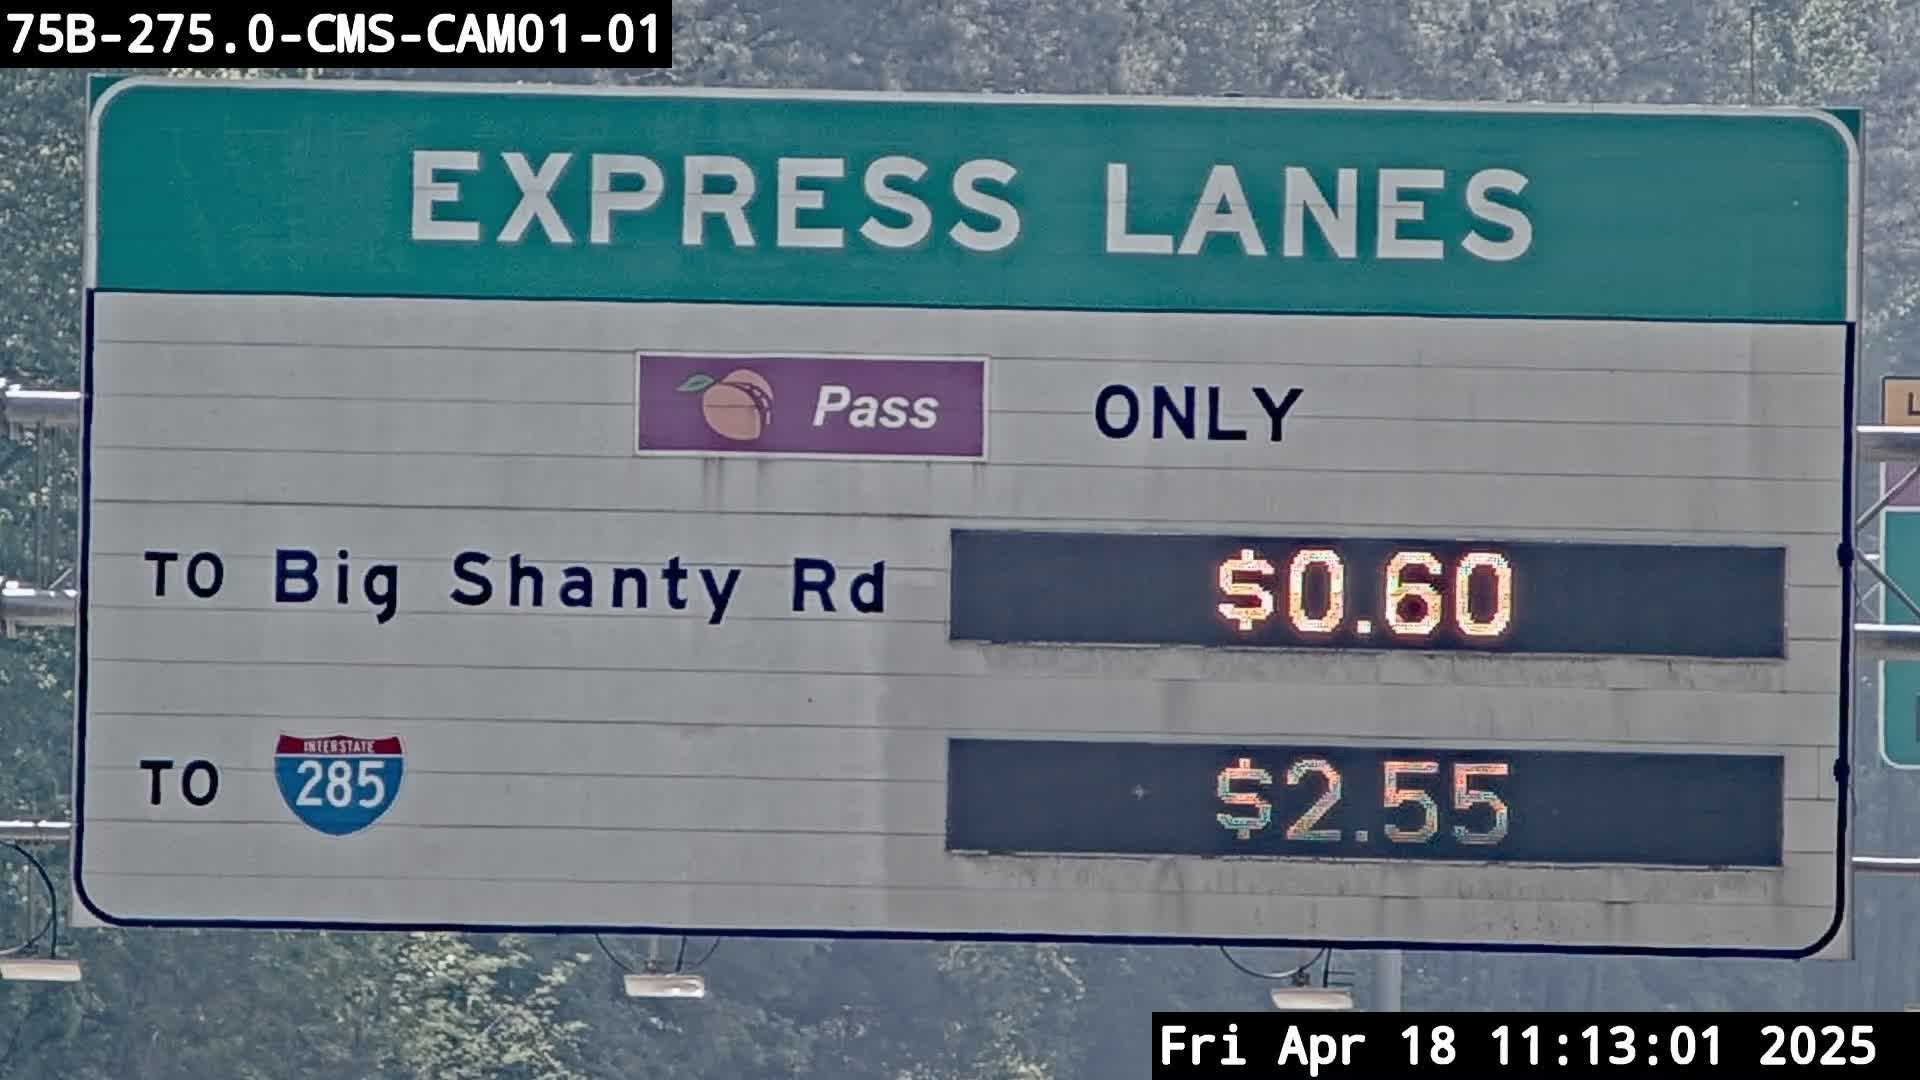 75B-275.0-CMS-CAM01-01
EXPRESS LANES
Pass ONLY
TO Big Shanty Rd $0.60
TO INTERSTATE 285 $2.55
Fri Apr 18 11:13:01 2025